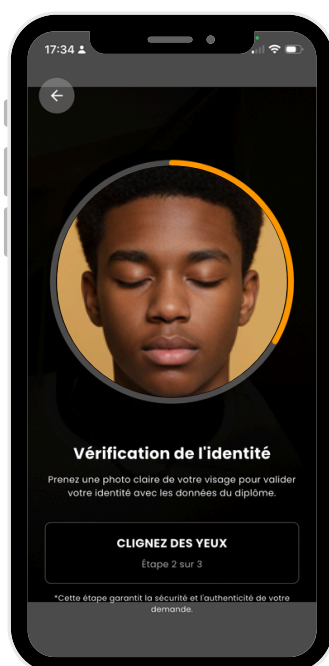 17:34
Vérification de l'identité
Prenez une photo claire de votre visage pour valider
votre identité avec les données du diplôme.
CLIGNEZ DES YEUX
Étape 2 sur 3
*Cette étape garantit la sécurité et l'authenticité de votre
demande.